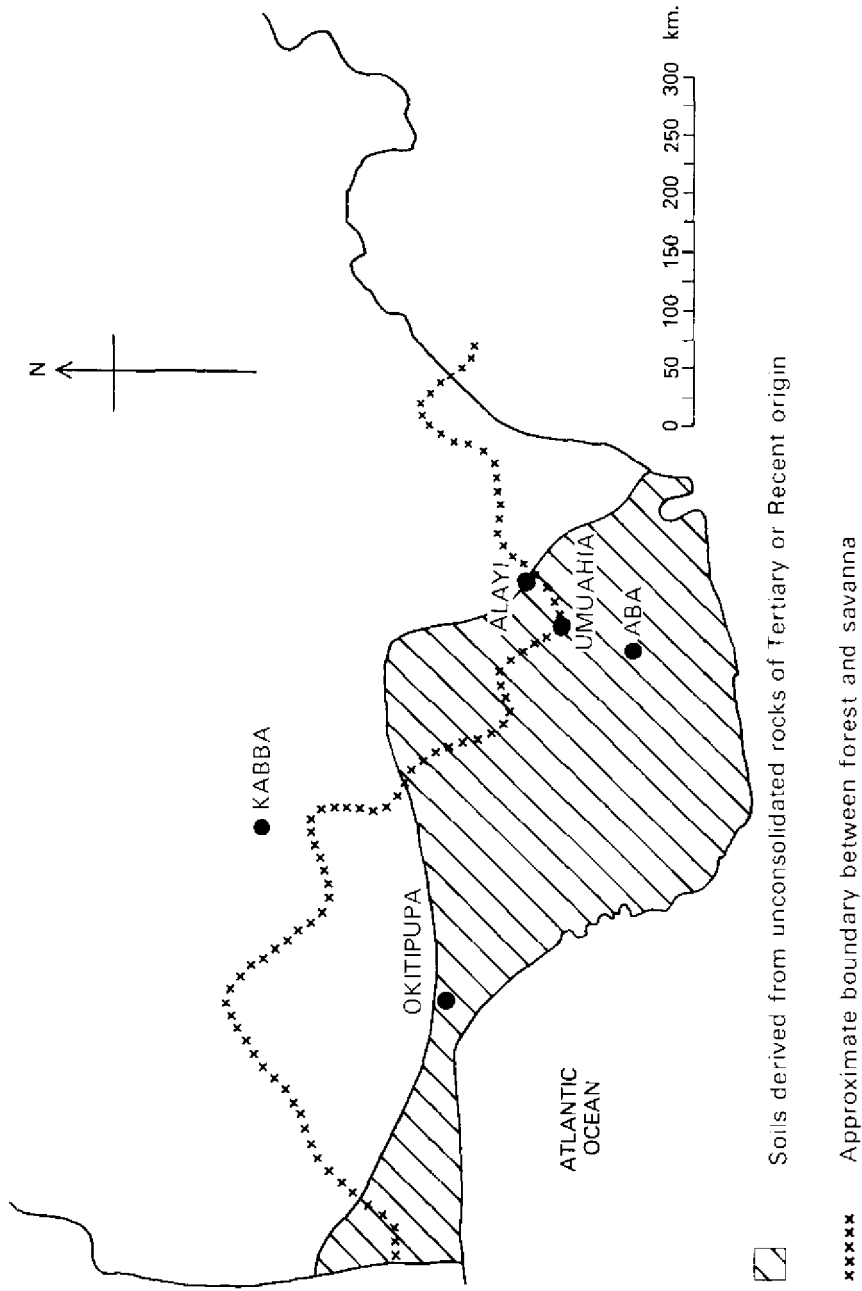 N
KABBA
OKITIPUPA
ALAYI
UMUAHIA
ABA
ATLANTIC
OCEAN
0 50 100 150 200 250 300 km.
Soils derived from unconsolidated rocks of Tertiary or Recent origin
xxxxx Approximate boundary between forest and savanna